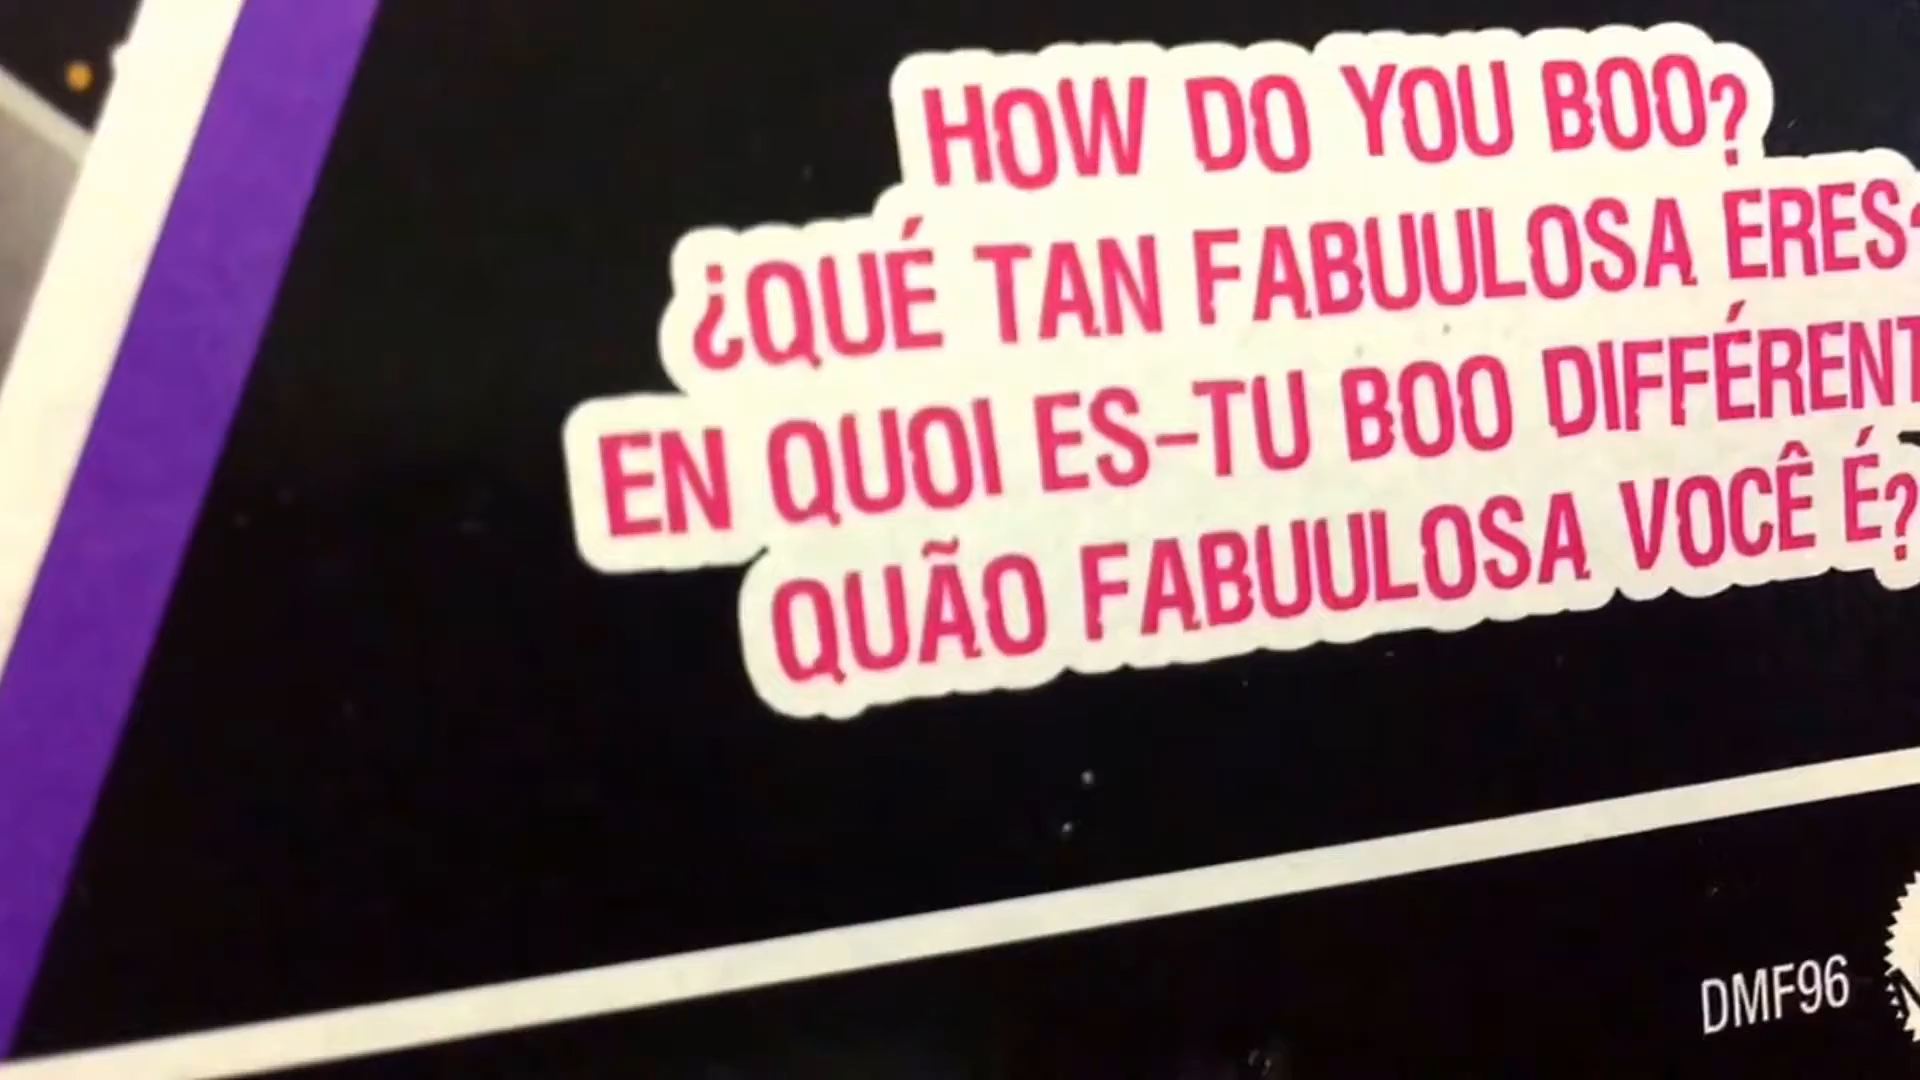 HOW DO YOU BOO?
¿QUÉ TAN FABUULOSA ERES
EN QUOI ES-TU BOO DIFFÉRENT
QUÃO FABUULOSA VOCÊ É?
DMF96